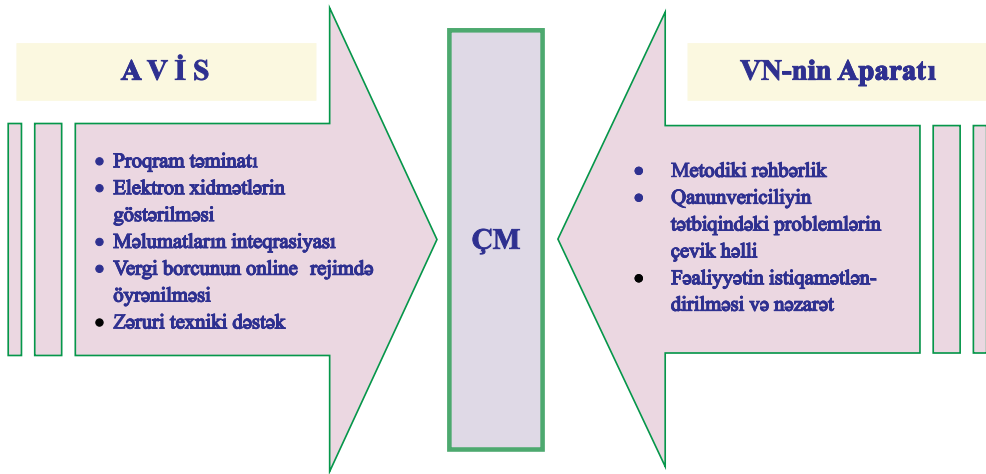 A V İ S
• Proqram təminatı
• Elektron xidmətlərin
göstərilməsi
• Məlumatların inteqrasiyası
• Vergi borcunun online rejimdə
öyrənilməsi
• Zəruri texniki dəstək
ÇM
VN-nin Aparatı
• Metodiki rəhbərlik
• Qanunvericiliyin
tətbiqindəki problemlərin
çevik həlli
• Fəaliyyətin istiqamətlən-
dirilməsi və nəzarət